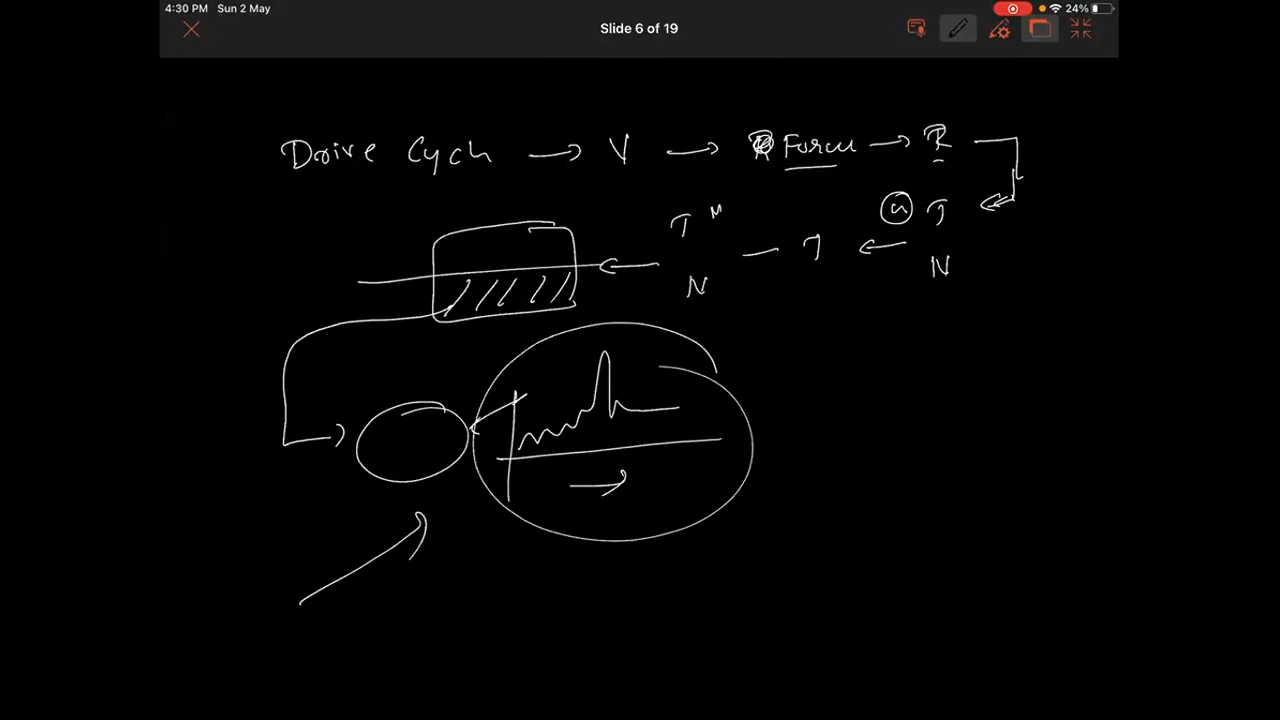 4:30 PM Sun 2 May 24%
Slide 6 of 19
Drive Cycle → V → Force → R
T M a T
N T N